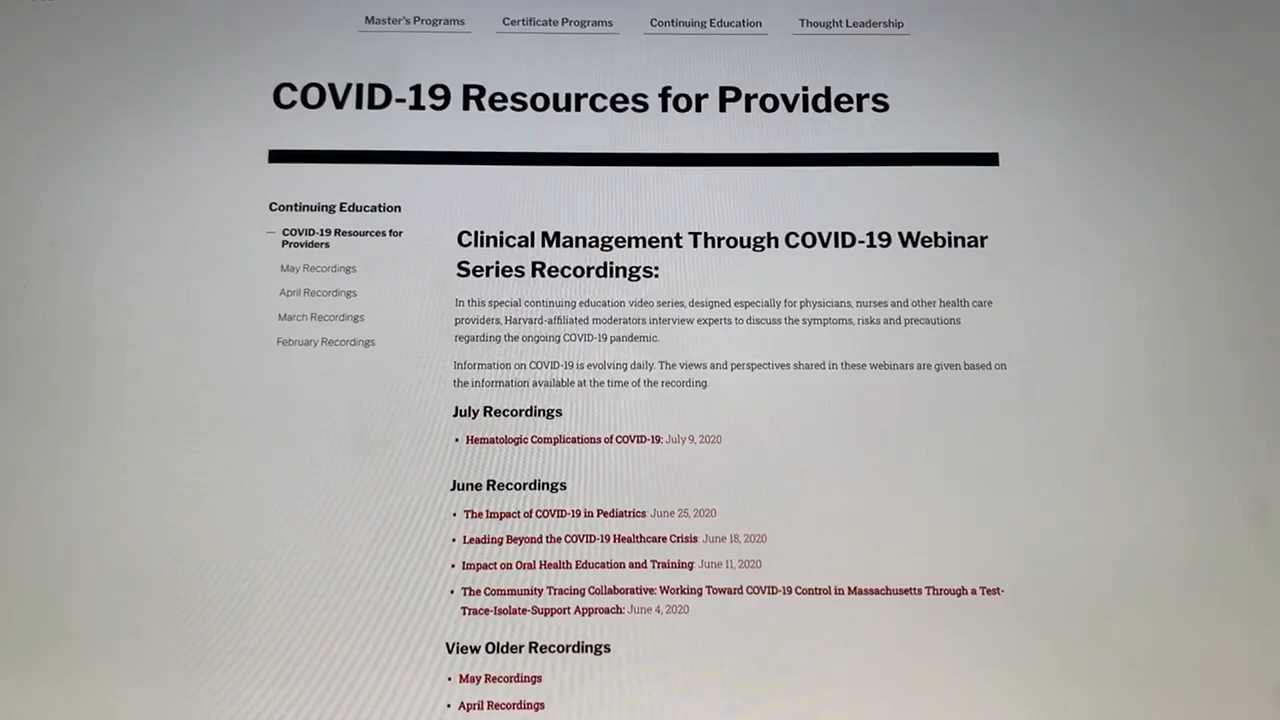 Master's Programs
Certificate Programs
Continuing Education
Thought Leadership
COVID-19 Resources for Providers
Continuing Education
— COVID-19 Resources for
Providers
May Recordings
April Recordings
March Recordings
February Recordings
Clinical Management Through COVID-19 Webinar
Series Recordings:
In this special continuing education video series, designed especially for physicians, nurses and other health care
providers, Harvard-affiliated moderators interview experts to discuss the symptoms, risks and precautions
regarding the ongoing COVID-19 pandemic.
Information on COVID-19 is evolving daily. The views and perspectives shared in these webinars are given based on
the information available at the time of the recording.
July Recordings
• Hematologic Complications of COVID-19: July 9, 2020
June Recordings
• The Impact of COVID-19 in Pediatrics: June 25, 2020
• Leading Beyond the COVID-19 Healthcare Crisis: June 18, 2020
• Impact on Oral Health Education and Training: June 11, 2020
• The Community Tracing Collaborative: Working Toward COVID-19 Control in Massachusetts Through a Test-
Trace-Isolate-Support Approach: June 4, 2020
View Older Recordings
• May Recordings
• April Recordings